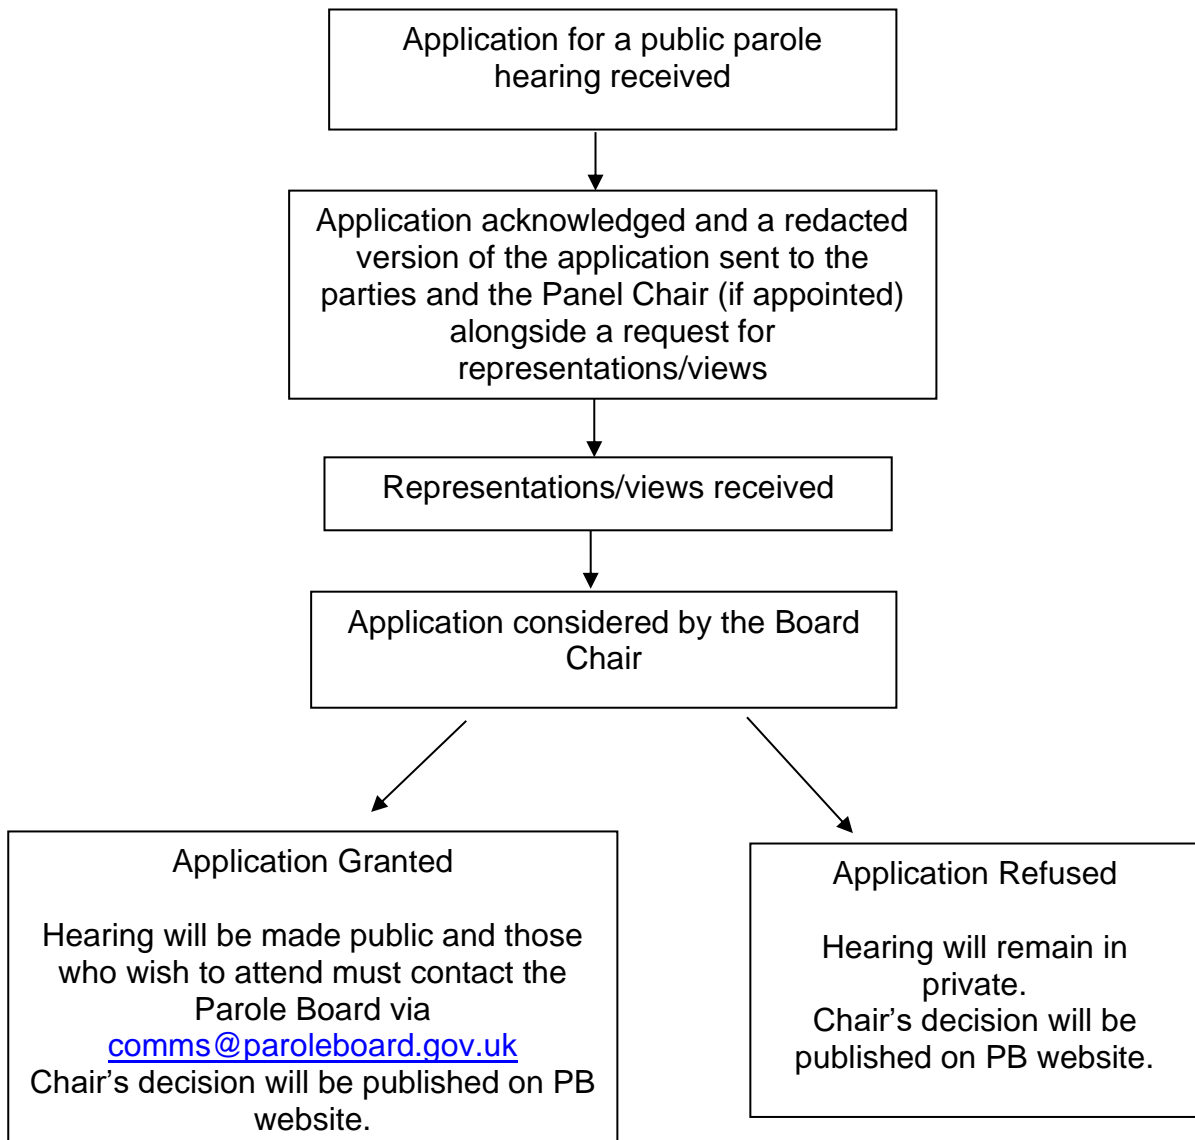 Application for a public parole
hearing received
Application acknowledged and a redacted
version of the application sent to the
parties and the Panel Chair (if appointed)
alongside a request for
representations/views
Representations/views received
Application considered by the Board
Chair
Application Granted
Hearing will be made public and those
who wish to attend must contact the
Parole Board via
comms@paroleboard.gov.uk
Chair’s decision will be published on PB
website.
Application Refused
Hearing will remain in
private.
Chair’s decision will be
published on PB website.